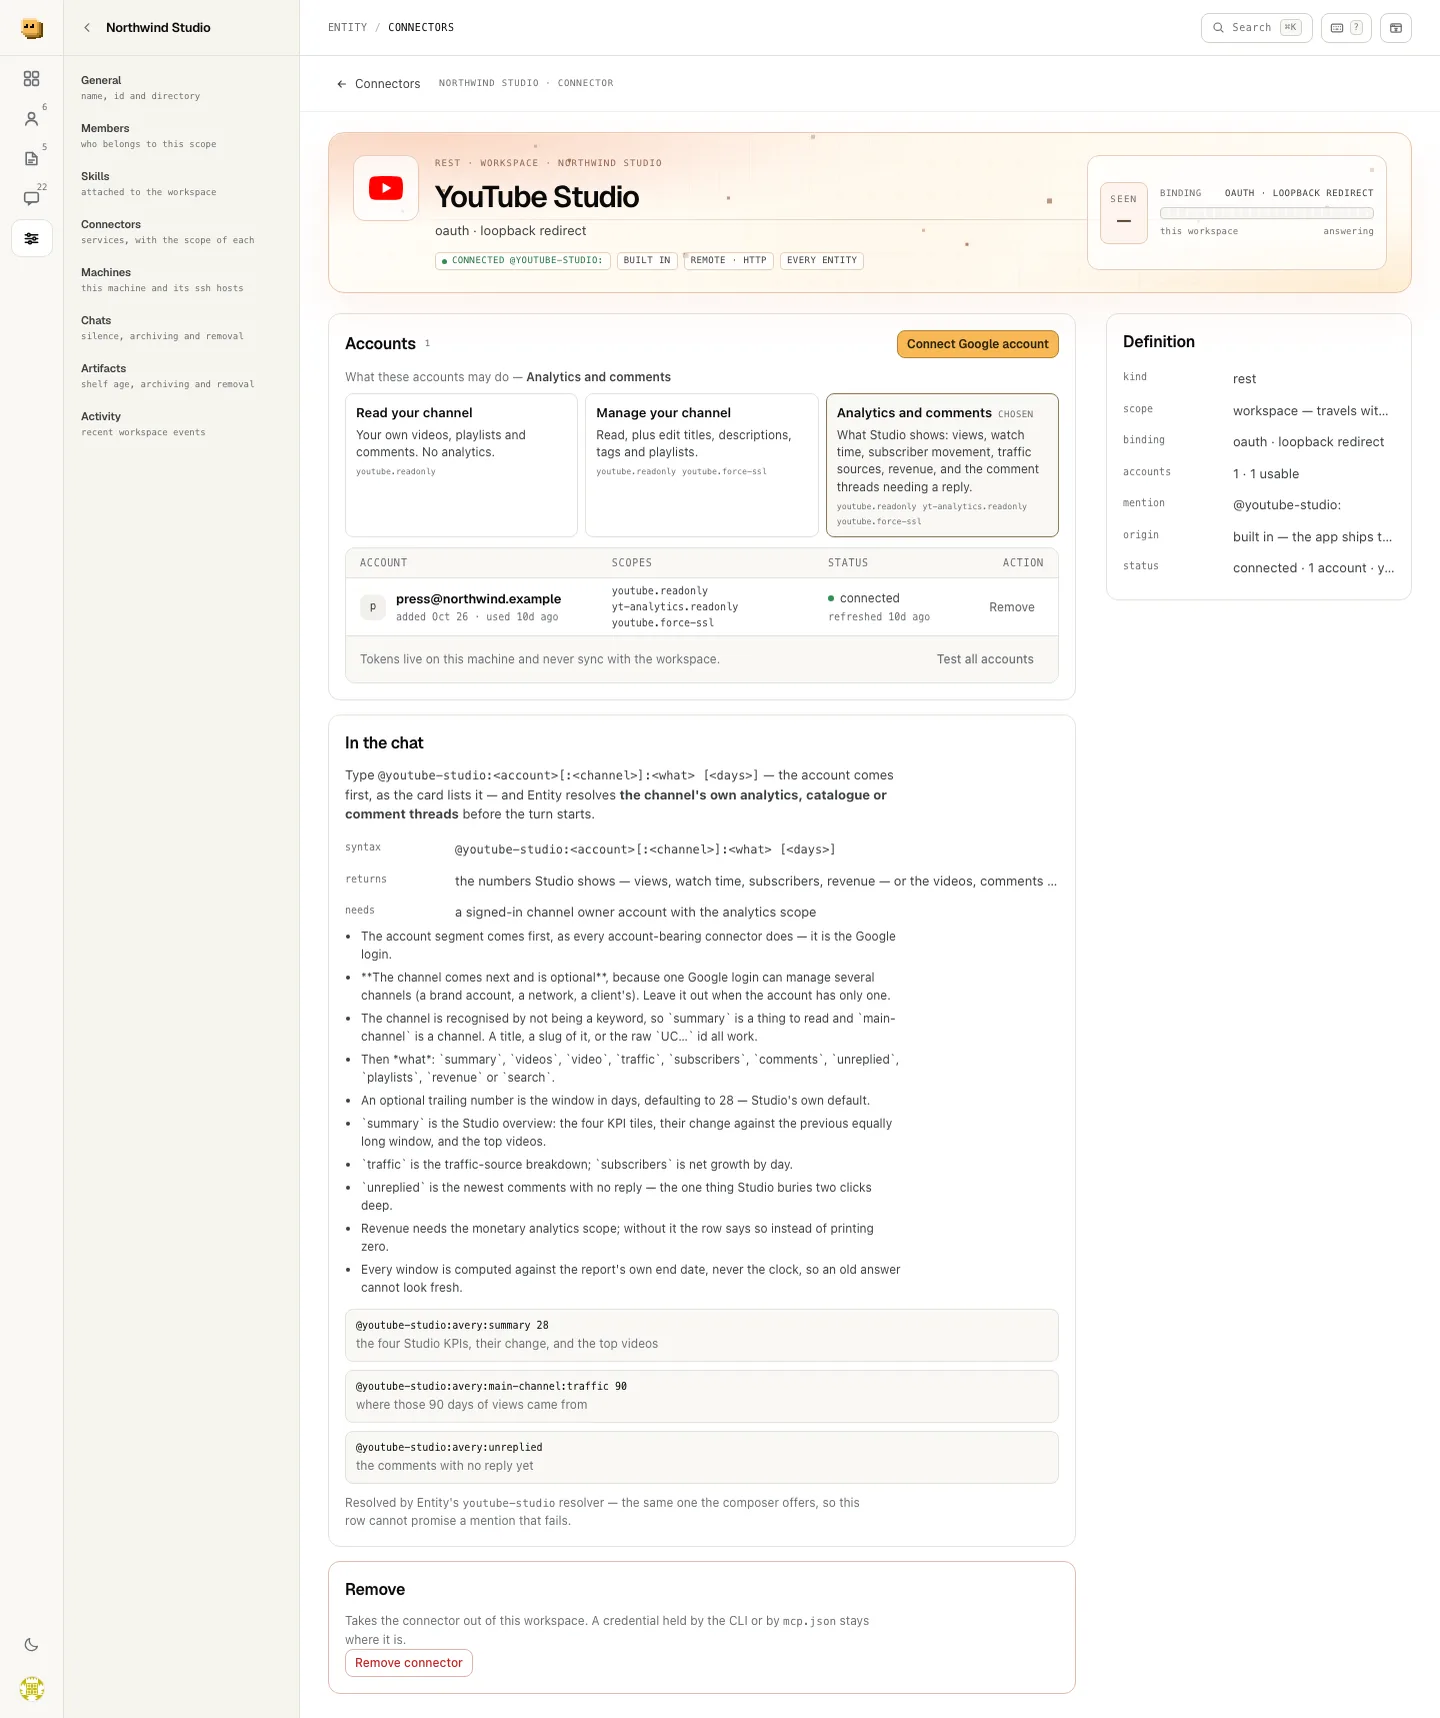 Northwind Studio
ENTITY / CONNECTORS
Search ⌘K
?
6
5
22
General
name, id and directory
Members
who belongs to this scope
Skills
attached to the workspace
Connectors
services, with the scope of each
Machines
this machine and its ssh hosts
Chats
silence, archiving and removal
Artifacts
shelf age, archiving and removal
Activity
recent workspace events
← Connectors
NORTHWIND STUDIO · CONNECTOR
REST · WORKSPACE · NORTHWIND STUDIO
YouTube Studio
oauth · loopback redirect
CONNECTED @YOUTUBE-STUDIO:
BUILT IN
REMOTE · HTTP
EVERY ENTITY
SEEN
—
BINDING
OAUTH · LOOPBACK REDIRECT
this workspace
answering
Accounts 1
Connect Google account
What these accounts may do — Analytics and comments
Read your channel
Your own videos, playlists and
comments. No analytics.
youtube.readonly
Manage your channel
Read, plus edit titles, descriptions,
tags and playlists.
youtube.readonly youtube.force-ssl
Analytics and comments CHOSEN
What Studio shows: views, watch
time, subscriber movement, traffic
sources, revenue, and the comment
threads needing a reply.
youtube.readonly yt-analytics.readonly
youtube.force-ssl
ACCOUNT SCOPES STATUS ACTION
p
press@northwind.example
added Oct 26 · used 10d ago
youtube.readonly
yt-analytics.readonly
youtube.force-ssl
connected
refreshed 10d ago
Remove
Tokens live on this machine and never sync with the workspace.
Test all accounts
Definition
kind rest
scope workspace — travels wit…
binding oauth · loopback redirect
accounts 1 · 1 usable
mention @youtube-studio:
origin built in — the app ships t…
status connected · 1 account · y…
In the chat
Type @youtube-studio:<account>[:<channel>]:<what> [<days>] — the account comes
first, as the card lists it — and Entity resolves the channel's own analytics, catalogue or
comment threads before the turn starts.
syntax @youtube-studio:<account>[:<channel>]:<what> [<days>]
returns the numbers Studio shows — views, watch time, subscribers, revenue — or the videos, comments …
needs a signed-in channel owner account with the analytics scope
• The account segment comes first, as every account-bearing connector does — it is the Google
login.
• **The channel comes next and is optional**, because one Google login can manage several
channels (a brand account, a network, a client's). Leave it out when the account has only one.
• The channel is recognised by not being a keyword, so `summary` is a thing to read and `main-
channel` is a channel. A title, a slug of it, or the raw `UC…` id all work.
• Then *what*: `summary`, `videos`, `video`, `traffic`, `subscribers`, `comments`, `unreplied`,
`playlists`, `revenue` or `search`.
• An optional trailing number is the window in days, defaulting to 28 — Studio's own default.
• `summary` is the Studio overview: the four KPI tiles, their change against the previous equally
long window, and the top videos.
• `traffic` is the traffic-source breakdown; `subscribers` is net growth by day.
• `unreplied` is the newest comments with no reply — the one thing Studio buries two clicks
deep.
• Revenue needs the monetary analytics scope; without it the row says so instead of printing
zero.
• Every window is computed against the report's own end date, never the clock, so an old answer
cannot look fresh.
@youtube-studio:avery:summary 28
the four Studio KPIs, their change, and the top videos
@youtube-studio:avery:main-channel:traffic 90
where those 90 days of views came from
@youtube-studio:avery:unreplied
the comments with no reply yet
Resolved by Entity's youtube-studio resolver — the same one the composer offers, so this
row cannot promise a mention that fails.
Remove
Takes the connector out of this workspace. A credential held by the CLI or by mcp.json stays
where it is.
Remove connector